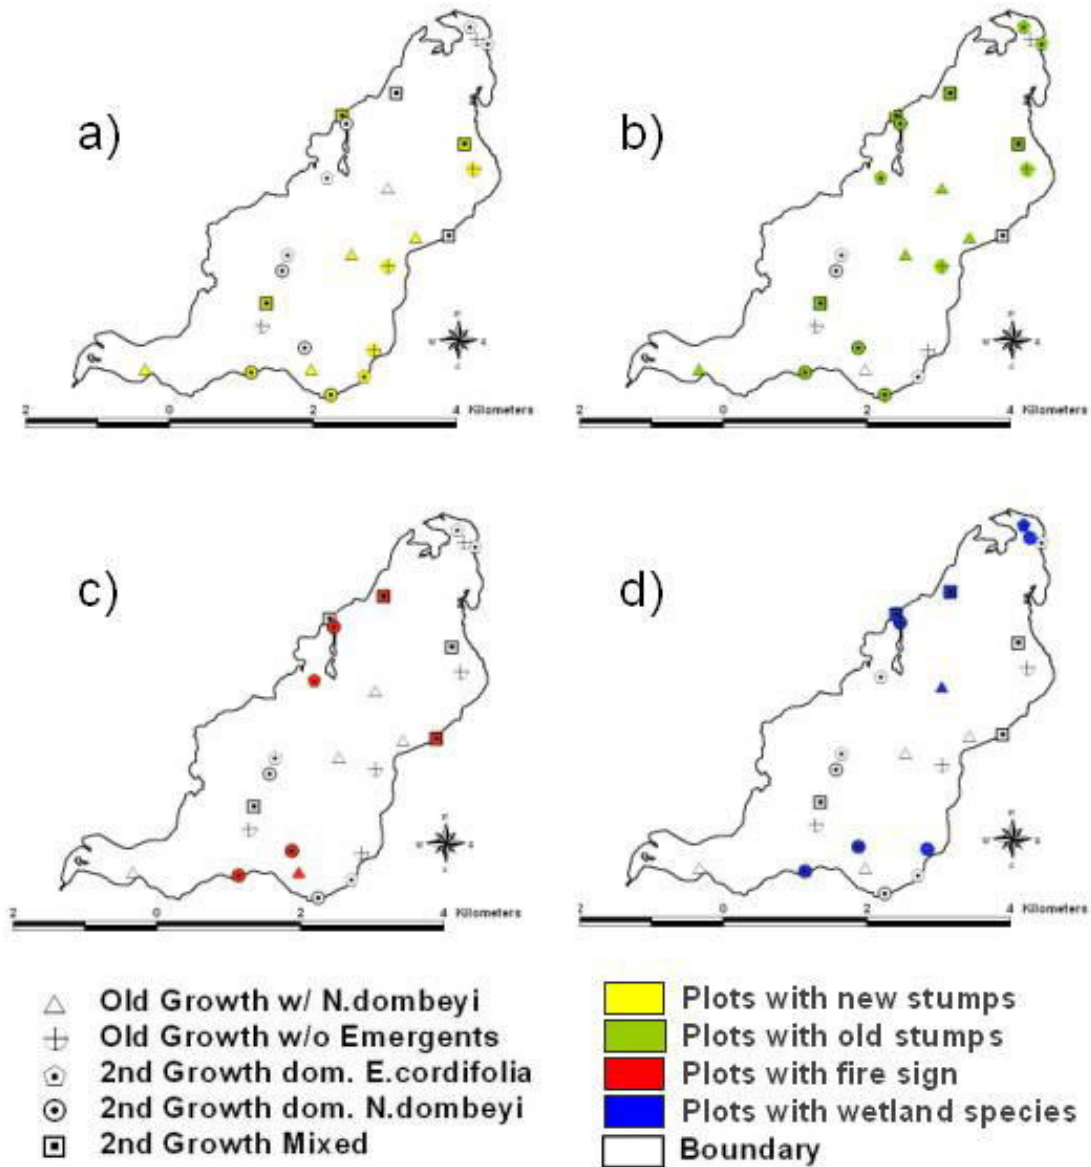 a)
b)
2 0 2 4 Kilometers
2 0 2 4 Kilometers
c)
d)
2 0 2 4 Kilometers
2 0 2 4 Kilometers
Old Growth w/ N.dombeyi
Old Growth w/o Emergents
2nd Growth dom. E.cordifolia
2nd Growth dom. N.dombeyi
2nd Growth Mixed
Plots with new stumps
Plots with old stumps
Plots with fire sign
Plots with wetland species
Boundary